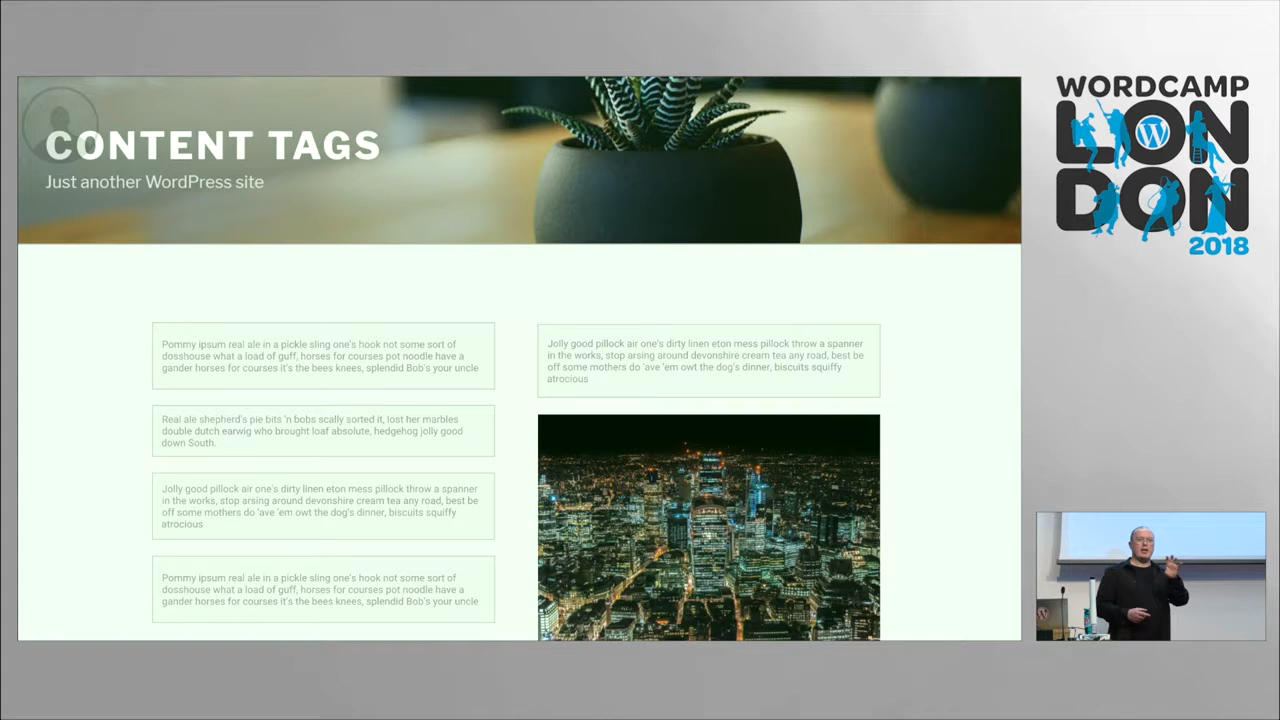 CONTENT TAGS
Just another WordPress site
Pommy ipsum real ale in a pickle sling one's hook not some sort of
dosshouse what a load of guff, horses for courses pot noodle have a
gander horses for courses it's the bees knees, splendid Bob's your uncle
Real ale shepherd's pie bits 'n bobs scally sorted it, lost her marbles
double dutch earwig who brought loaf absolute, hedgehog jolly good
down South.
Jolly good pillock air one's dirty linen eton mess pillock throw a spanner
in the works, stop arsing around devonshire cream tea any road, best be
off some mothers do 'ave 'em owt the dog's dinner, biscuits squiffy
atrocious
Pommy ipsum real ale in a pickle sling one's hook not some sort of
dosshouse what a load of guff, horses for courses pot noodle have a
gander horses for courses it's the bees knees, splendid Bob's your uncle
Jolly good pillock air one's dirty linen eton mess pillock throw a spanner
in the works, stop arsing around devonshire cream tea any road, best be
off some mothers do 'ave 'em owt the dog's dinner, biscuits squiffy
atrocious
WORDCAMP
LON
DON
2018